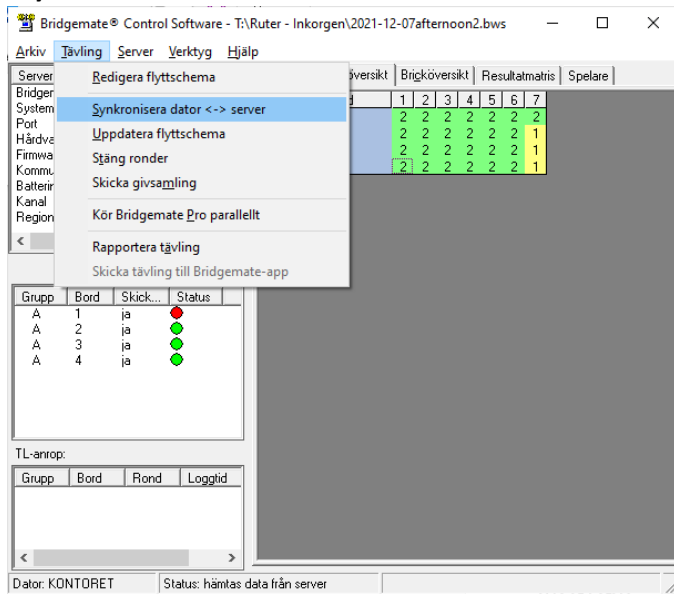 Bridgemate® Control Software - T:\Ruter - Inkorgen\2021-12-07afternoon2.bws
Arkiv Tävling Server Verktyg Hjälp
översikt Bricköversikt Resultatmatris Spelare
Server
Bridgem
System
Port
Hårdva
Firmwa
Kommu
Batterin
Kanal
Region
Redigera flyttschema
Synkronisera dator <-> server
Uppdatera flyttschema
Stäng ronder
Skicka givsamling
Kör Bridgemate Pro parallellt
Rapportera tävling
Skicka tävling till Bridgemate-app
1 2 3 4 5 6 7
2 2 2 2 2 2 2
2 2 2 2 2 2 1
2 2 2 2 2 2 1
2 2 2 2 2 2 1
Grupp Bord Skick... Status
A 1 ja
A 2 ja
A 3 ja
A 4 ja
TL-anrop:
Grupp Bord Rond Loggtid
Dator: KONTORET Status: hämtas data från server